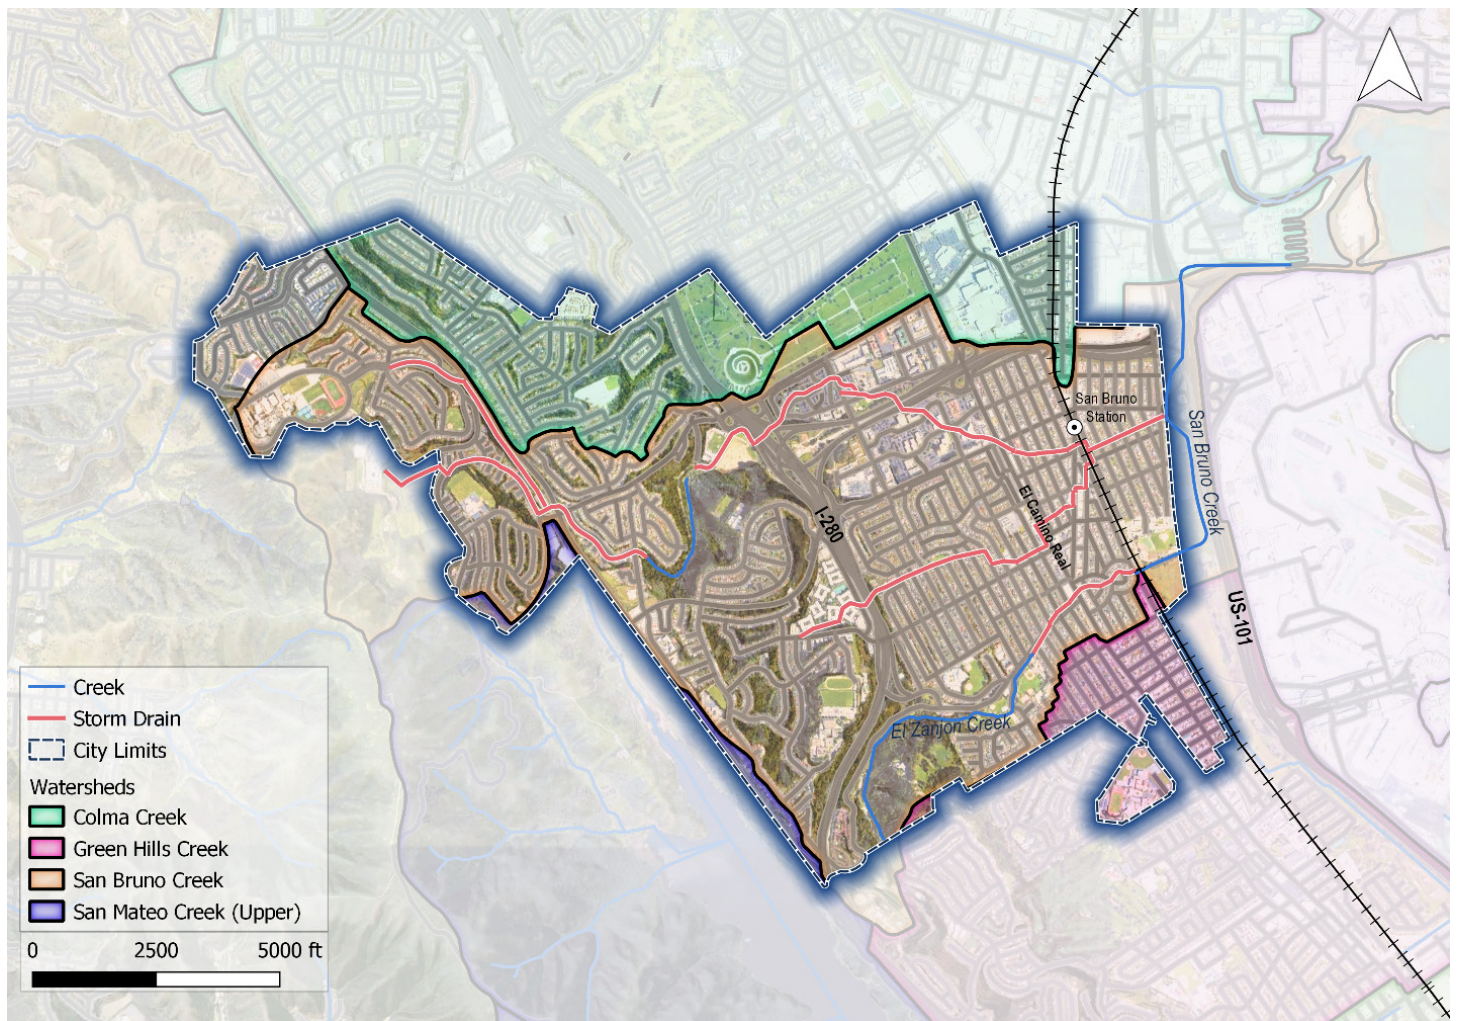 San Bruno
Station
San Bruno Creek
I-280
El Camino Real
US-101
El Zanjon Creek
Creek
Storm Drain
City Limits
Watersheds
Colma Creek
Green Hills Creek
San Bruno Creek
San Mateo Creek (Upper)
0 2500 5000 ft